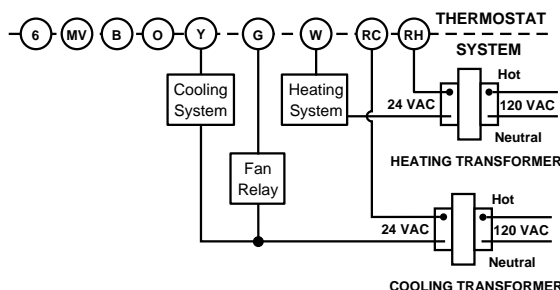 THERMOSTAT
6 MV B O Y G W RC RH
SYSTEM
Cooling
System
Heating
System
Hot
24 VAC 120 VAC
Neutral
HEATING TRANSFORMER
Fan
Relay
Hot
24 VAC 120 VAC
Neutral
COOLING TRANSFORMER